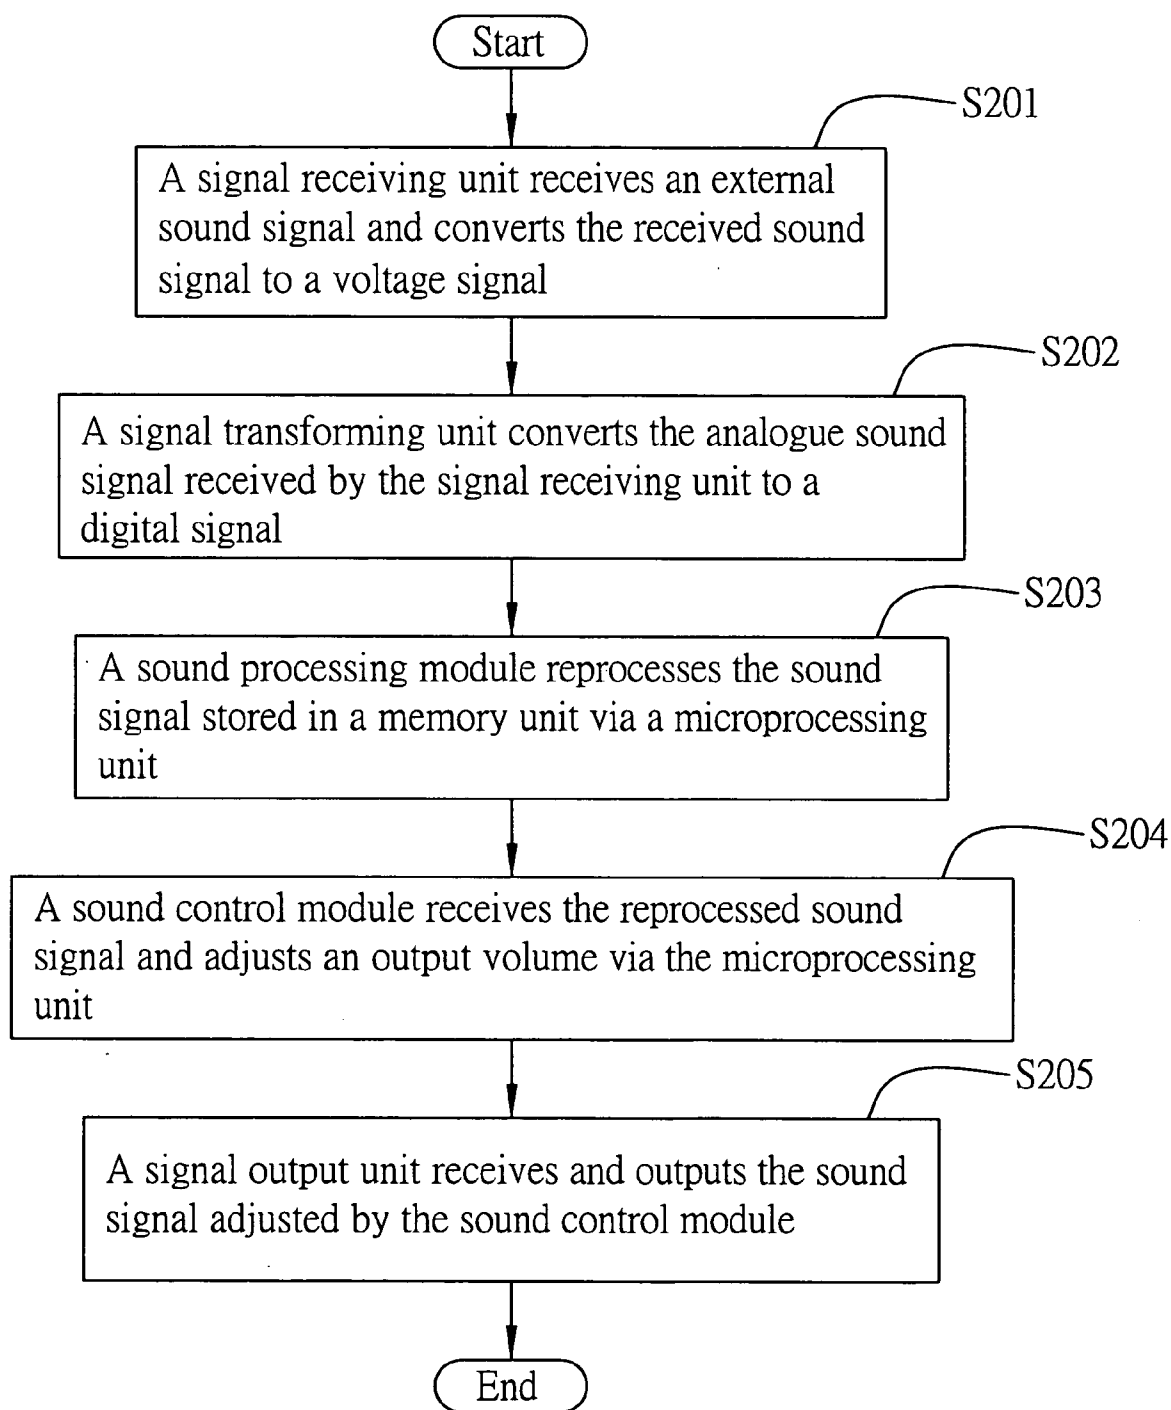 Start
S201
A signal receiving unit receives an external
sound signal and converts the received sound
signal to a voltage signal
S202
A signal transforming unit converts the analogue sound
signal received by the signal receiving unit to a
digital signal
S203
A sound processing module reprocesses the sound
signal stored in a memory unit via a microprocessing
unit
S204
A sound control module receives the reprocessed sound
signal and adjusts an output volume via the microprocessing
unit
S205
A signal output unit receives and outputs the sound
signal adjusted by the sound control module
End